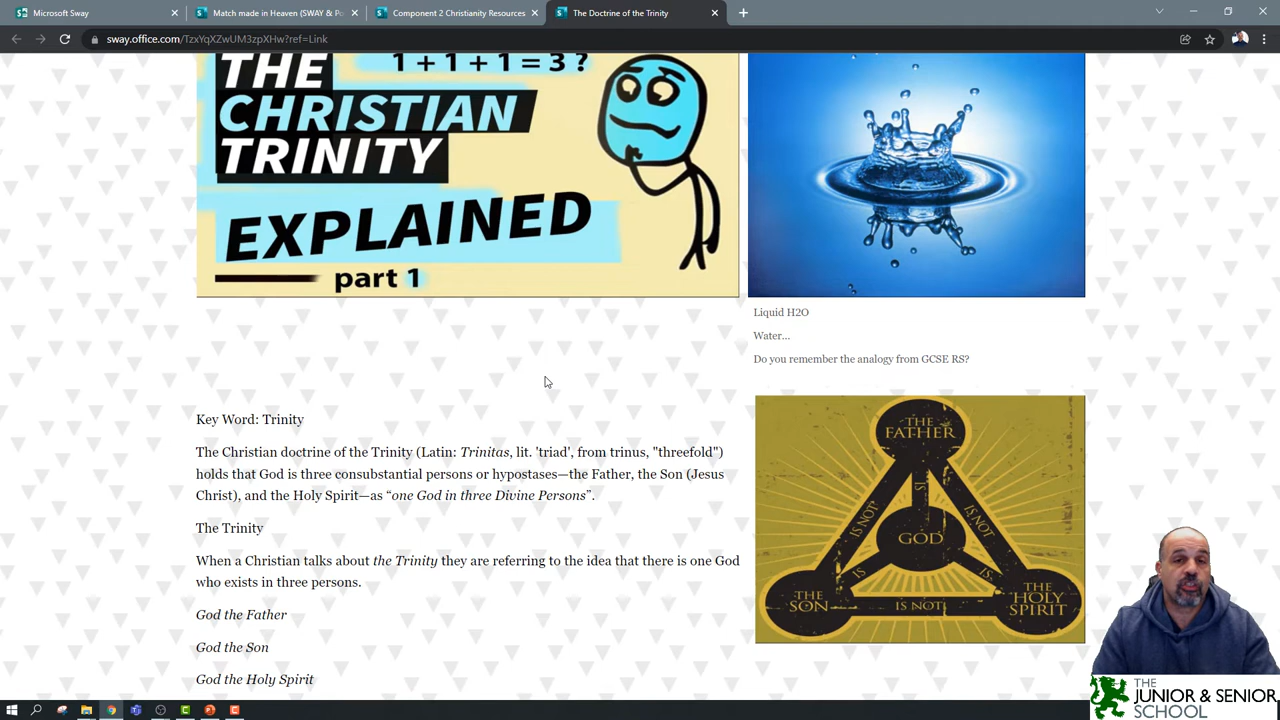 Microsoft Sway
Match made in Heaven (SWAY & Po
Component 2 Christianity Resources
The Doctrine of the Trinity
sway.office.com/TzxYqXZwUM3zpXHw?ref=Link
1+1+1=3?
THE
CHRISTIAN
TRINITY
EXPLAINED
part 1
Liquid H2O
Water...
Do you remember the analogy from GCSE RS?
Key Word: Trinity
The Christian doctrine of the Trinity (Latin: Trinitas, lit. 'triad', from trinus, "threefold")
holds that God is three consubstantial persons or hypostases—the Father, the Son (Jesus
Christ), and the Holy Spirit—as “one God in three Divine Persons”.
The Trinity
When a Christian talks about the Trinity they are referring to the idea that there is one God
who exists in three persons.
God the Father
God the Son
God the Holy Spirit
THE
FATHER
IS NOT
IS
IS NOT
GOD
IS
IS
THE
SON
IS NOT
THE
HOLY
SPIRIT
THE
JUNIOR & SENIOR
SCHOOL